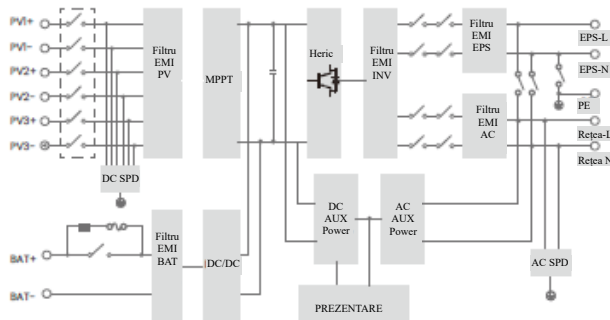 PV1+
PV1-
PV2+
PV2-
PV3+
PV3-
DC SPD
Filtru
EMI
PV
MPPT
Heric
Filtru
EMI
INV
Filtru
EMI
EPS
Filtru
EMI
AC
EPS-L
EPS-N
PE
Rețea-L
Rețea N
BAT+
BAT-
Filtru
EMI
BAT
DC/DC
DC
AUX
Power
AC
AUX
Power
AC SPD
PREZENTARE